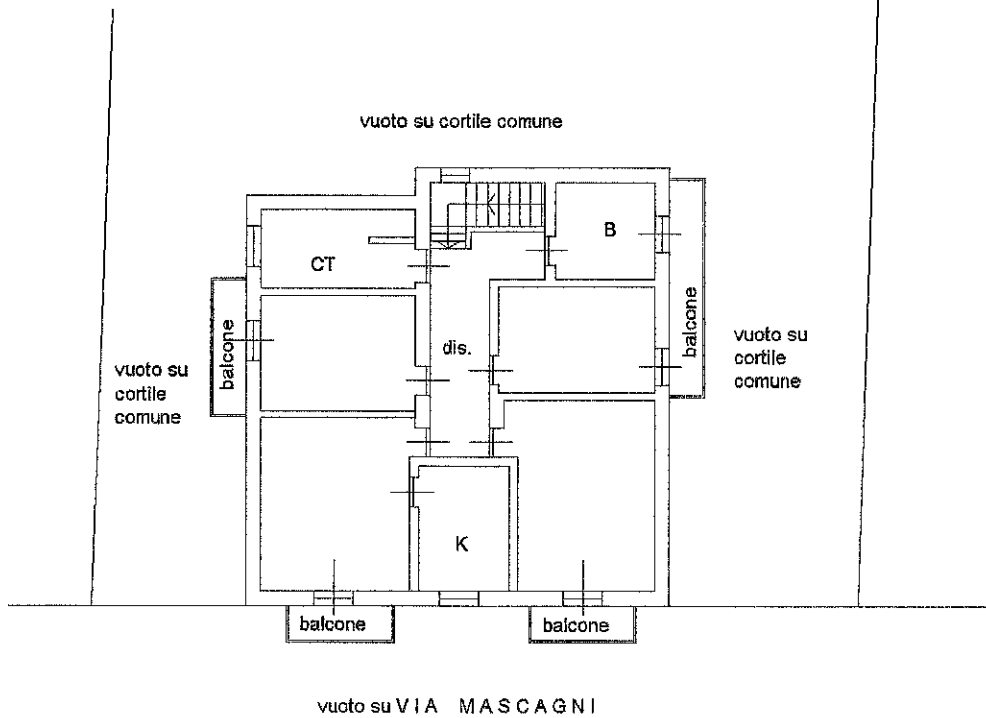 vuoto su cortile comune
B
CT
balcone
balcone
dis.
vuoto su
cortile
comune
vuoto su
cortile
comune
K
balcone
balcone
vuoto su VIA MASCAGNI